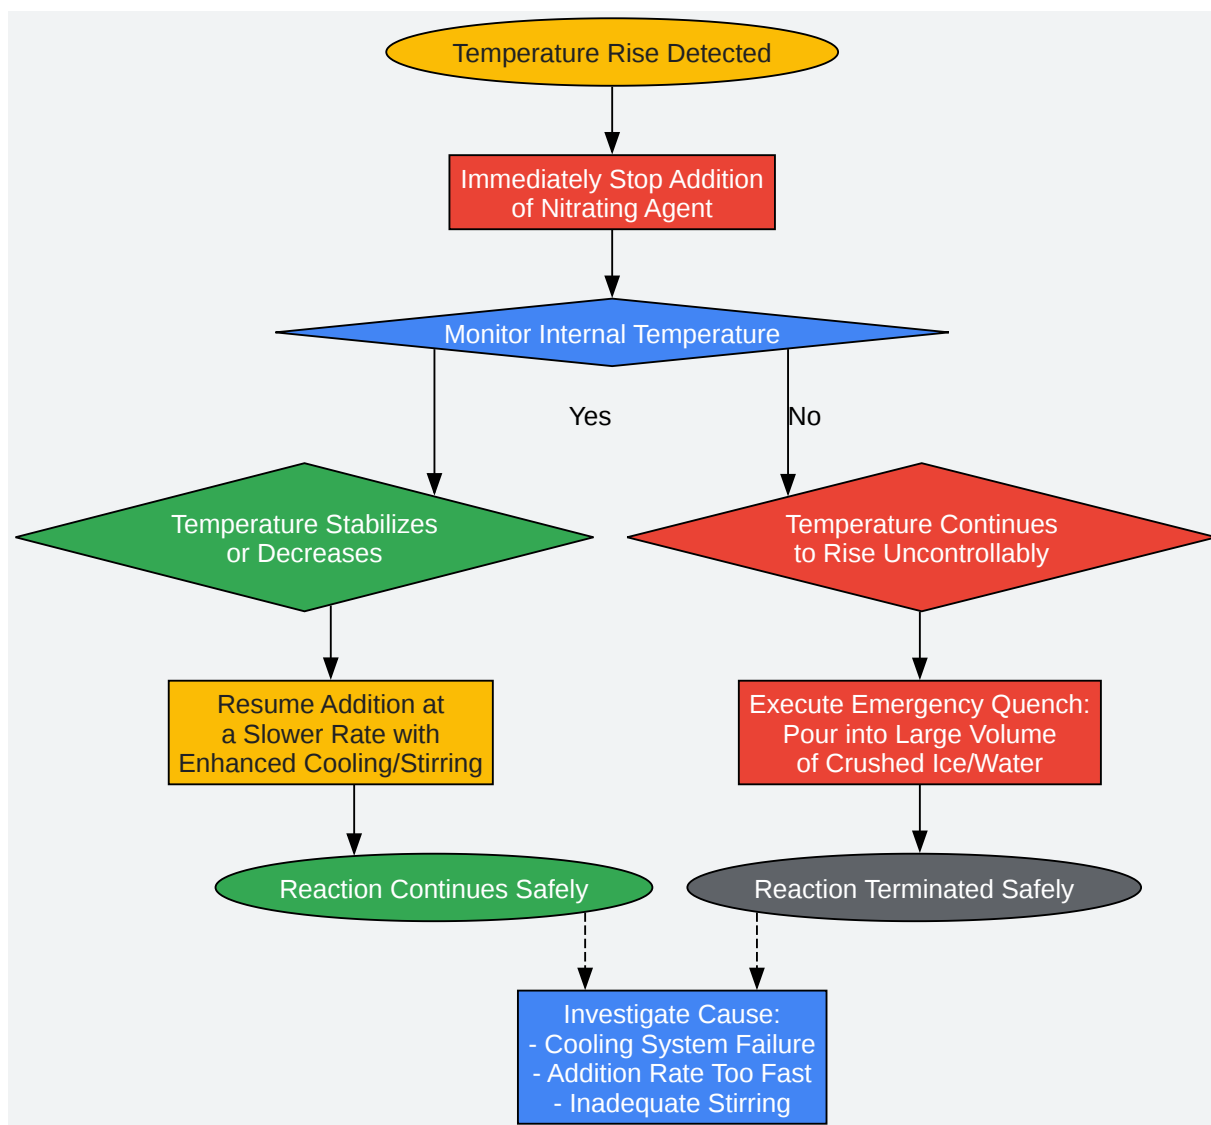 Temperature Rise Detected
Immediately Stop Addition
of Nitrating Agent
Monitor Internal Temperature
Yes
No
Temperature Stabilizes
or Decreases
Temperature Continues
to Rise Uncontrollably
Resume Addition at
a Slower Rate with
Enhanced Cooling/Stirring
Execute Emergency Quench:
Pour into Large Volume
of Crushed Ice/Water
Reaction Continues Safely
Reaction Terminated Safely
Investigate Cause:
- Cooling System Failure
- Addition Rate Too Fast
- Inadequate Stirring